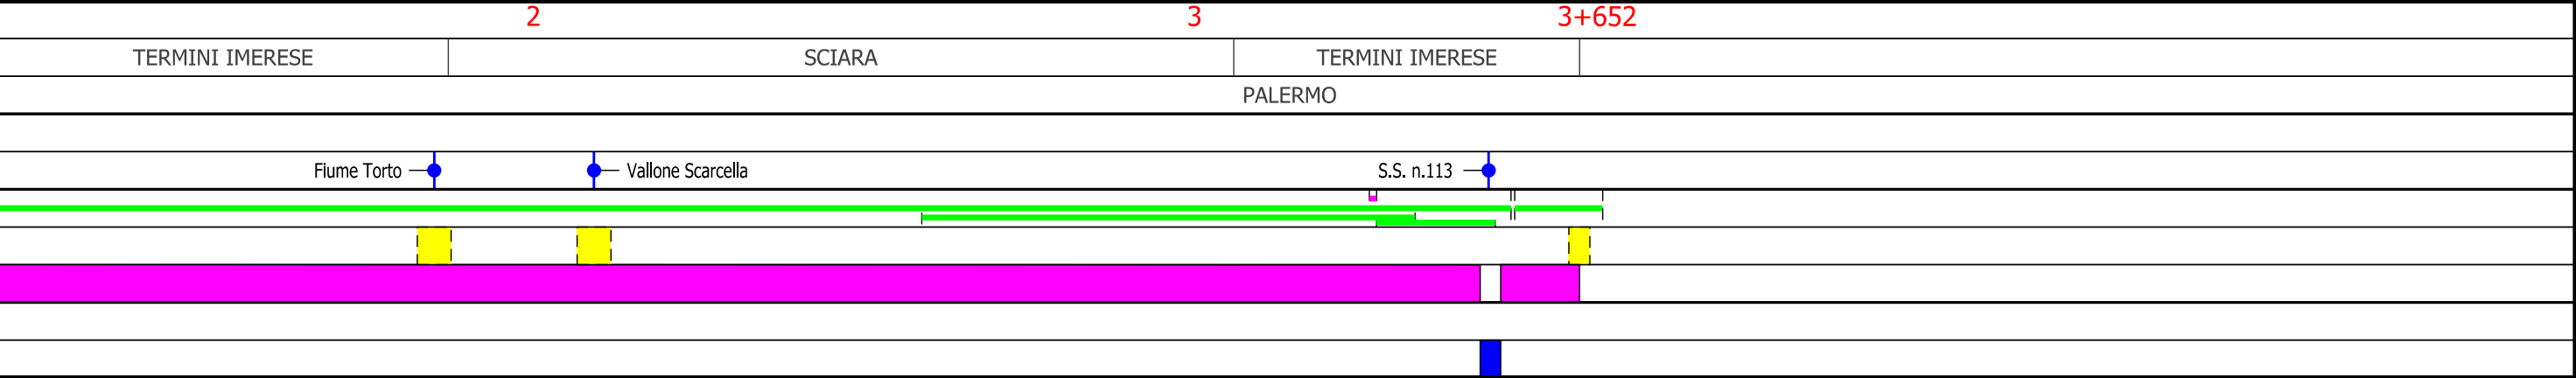 2 3 3+652
TERMINI IMERESE SCIARA TERMINI IMERESE
PALERMO
Fiume Torto Vallone Scarcella S.S. n.113